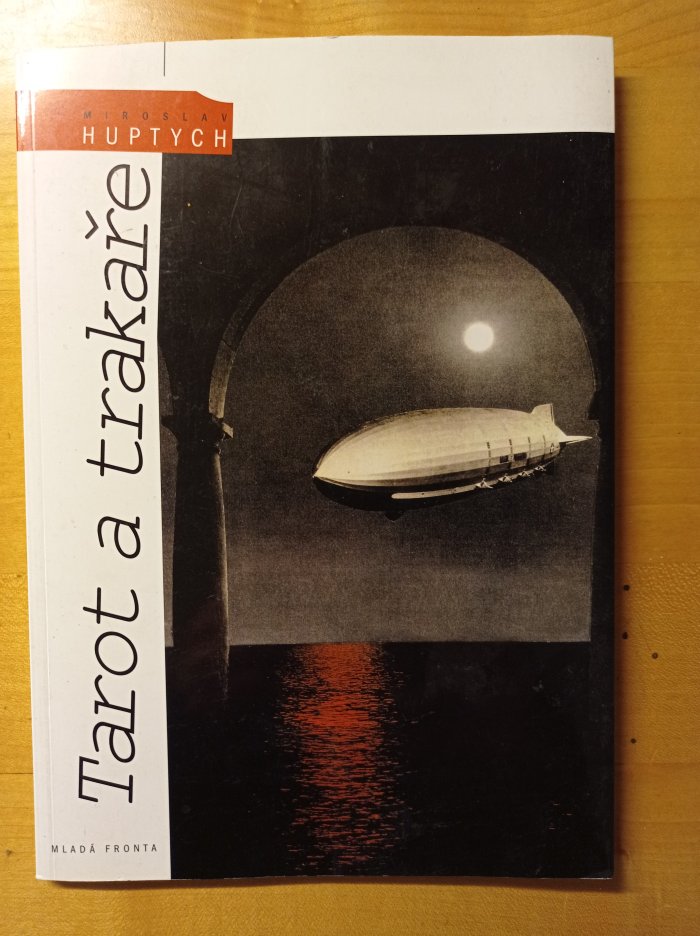 MIROSLAV
HUPTYCH
Tarot a trakaře
MLADÁ FRONTA